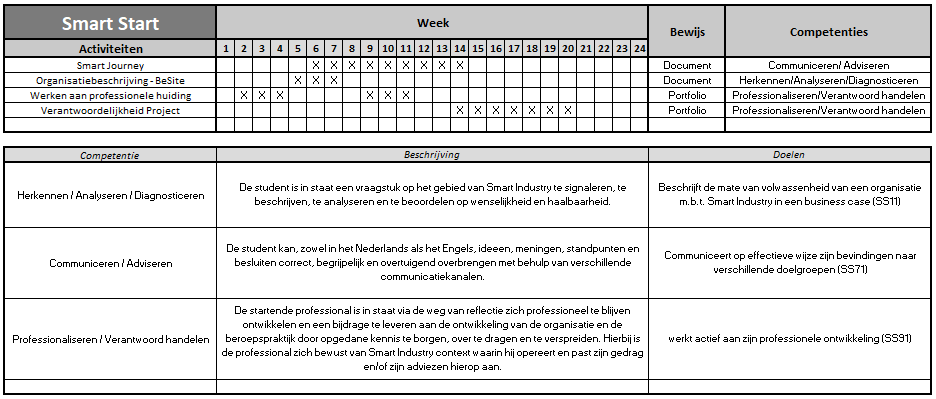 Smart Start Week Bewijs Competenties
Activiteiten 1 2 3 4 5 6 7 8 9 10 11 12 13 14 15 16 17 18 19 20 21 22 23 24
Smart Journey X X X X X X X X X Document Communiceren/ Adviseren
Organisatiebeschrijving - BeSite X X X Document Herkennen/Analyseren/Diagnosticeren
Werken aan professionele huiding X X X X X X Portfolio Professionaliseren/Verantwoord handelen
Verantwoordelijkheid Project X X X X X X X Portfolio Professionaliseren/Verantwoord handelen
Competentie Beschrijving Doelen
Herkennen / Analyseren / Diagnosticeren
De student is in staat een vraagstuk op het gebied van Smart Industry te signaleren, te
beschrijven, te analyseren en te beoordelen op wenselijkheid en haalbaarheid.
Beschrijft de mate van volwassenheid van een organisatie
m.b.t. Smart Industry in een business case (SS11)
Communiceren / Adviseren
De student kan, zowel in het Nederlands als het Engels, ideeen, meningen, standpunten en
besluiten correct, begrijpelijk en overtuigend overbrengen met behulp van verschillende
communicatiekanalen.
Communiceert op effectieve wijze zijn bevindingen naar
verschillende doelgroepen (SS71)
Professionaliseren / Verantwoord handelen
De startende professional is in staat via de weg van reflectie zich professioneel te blijven
ontwikkelen en een bijdrage te leveren aan de ontwikkeling van de organisatie en de
beroepspraktijk door opgedane kennis te borgen, over te dragen en te verspreiden. Hierbij is
de professional zich bewust van Smart Industry context waarin hij opereert en past zijn gedrag
en/of zijn adviezen hierop aan.
werkt actief aan zijn professionele ontwikkeling (SS91)